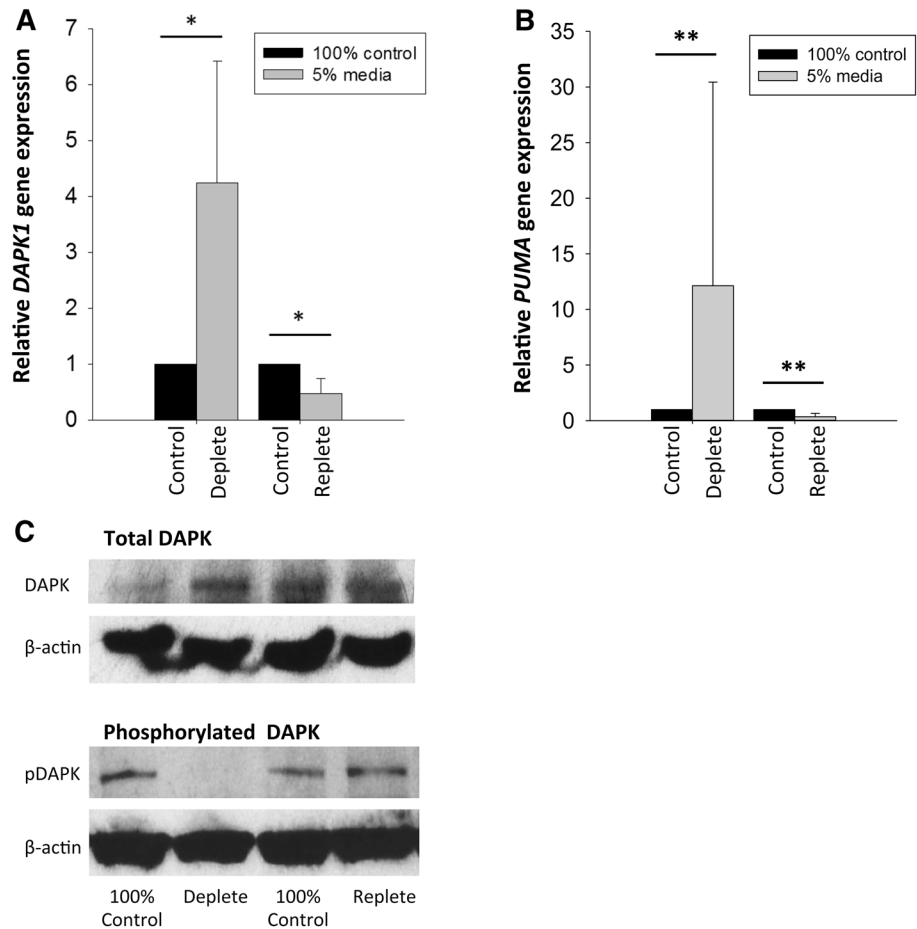 A
Relative DAPK1 gene expression
7
6
5
4
3
2
1
0
*
*
100% control
5% media
Control
Deplete
Control
Replete
B
Relative PUMA gene expression
35
30
25
20
15
10
5
0
**
**
100% control
5% media
Control
Deplete
Control
Replete
C
Total DAPK
DAPK
β-actin
Phosphorylated DAPK
pDAPK
β-actin
100% Deplete 100% Replete
Control Control